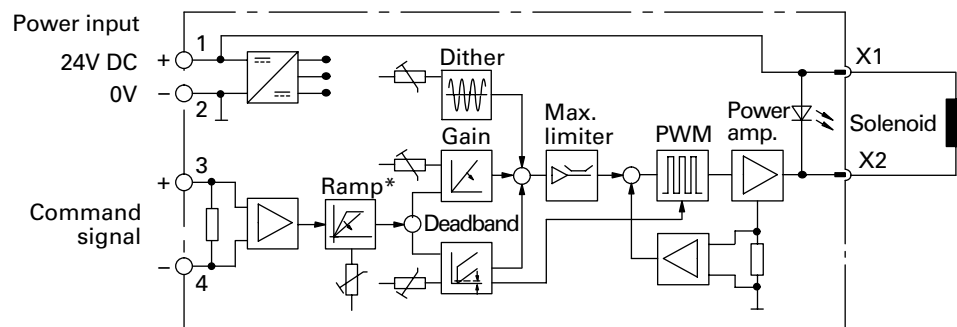 Power input
24V DC
0V
+
1
−
2
Dither
Gain
Max.
limiter
PWM
Power
amp.
X1
Solenoid
X2
Command
signal
+
3
−
4
Ramp*
Deadband